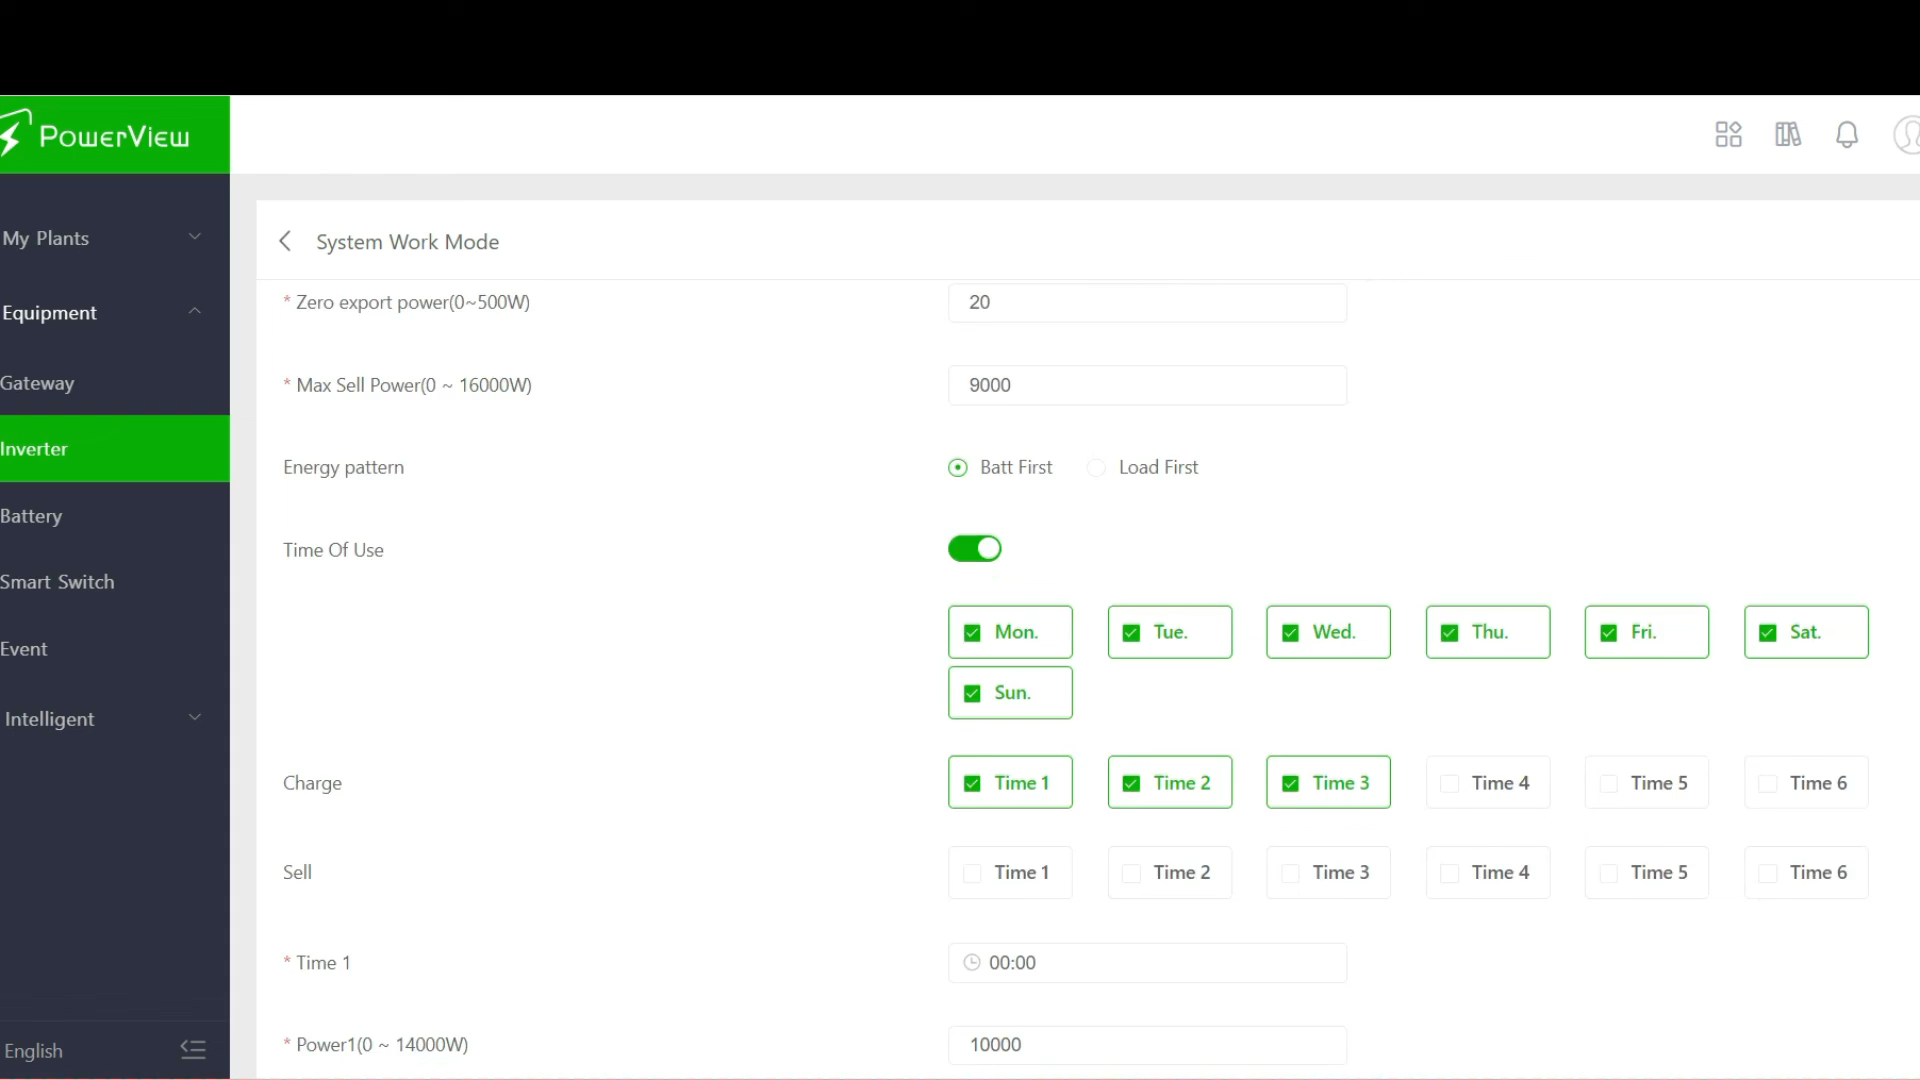 PowerView
My Plants
Equipment
Gateway
Inverter
Battery
Smart Switch
Event
Intelligent
English
System Work Mode
* Zero export power(0~500W) 20
* Max Sell Power(0 ~ 16000W) 9000
Energy pattern Batt First Load First
Time Of Use
Mon. Tue. Wed. Thu. Fri. Sat.
Sun.
Charge Time 1 Time 2 Time 3 Time 4 Time 5 Time 6
Sell Time 1 Time 2 Time 3 Time 4 Time 5 Time 6
* Time 1 00:00
* Power1(0 ~ 14000W) 10000